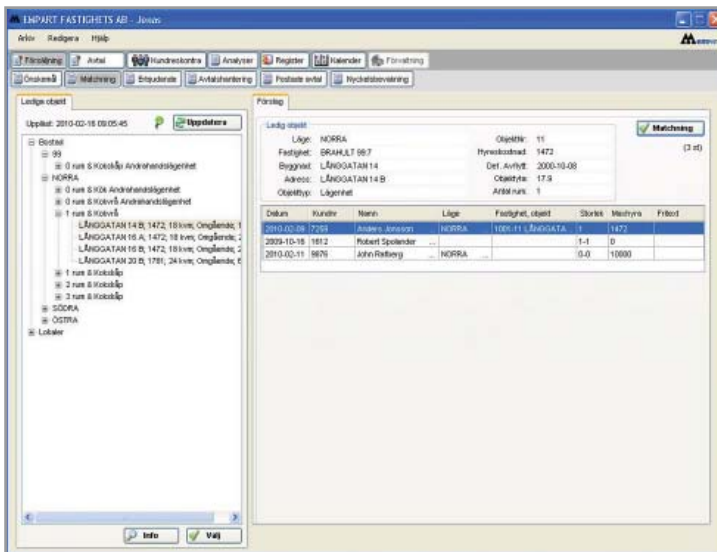 EMPART FASTIGHETS AB - Jonas
Arkiv Redigera Hjälp
Försäljning Avtal Hundreskontra Analyser Register Kalender Förvaltning
Önskemål Matchning Erbjudande Avtalshantering Postade avtal Nyckelbevakning
Lediga objekt
Upplåst: 2010-02-16 09:05:45 Uppdatera
Bostad
99
0 rum & Kokskåp Andrahandslägenhet
NORRA
0 rum & Kök Andrahandslägenhet
0 rum & Kokvrå Andrahandslägenhet
1 rum & Kokvrå
LÅNGGATAN 14 B, 1472, 18 kvm, Omgående, 1
LÅNGGATAN 16 A, 1472, 18 kvm, Omgående, 2
LÅNGGATAN 16 B, 1472, 18 kvm, Omgående, 2
LÅNGGATAN 20 B, 1781, 24 kvm, Omgående, 6
1 rum & Kokskåp
2 rum & Kokskåp
3 rum & Kokskåp
SÖDRA
ÖSTRA
Lokaler
Info Välj
Förslag
Ledig objekt
Läge: NORRA
Fastighet: BRAHULT 99:7
Byggnad: LÅNGGATAN 14
Adress: LÅNGGATAN 14 B
Objekttyp: Lägenhet
ObjektNr: 11
Hyreskostnad: 1472
Def. Avflytt: 2000-10-08
Objektyta: 17.9
Antal rum: 1
Matchning
(3 st)
Datum Kundnr Namn Läge Fastighet, objekt Storlek Maxhyra Fritext
2010-02-09 7259 Anders Jonsson NORRA 1001-11 LÅNGGATA 1 1472
2009-10-16 1612 Robert Spolander ... 1-1 0
2010-02-11 9876 John Ratberg ... NORRA ... 0-0 10000